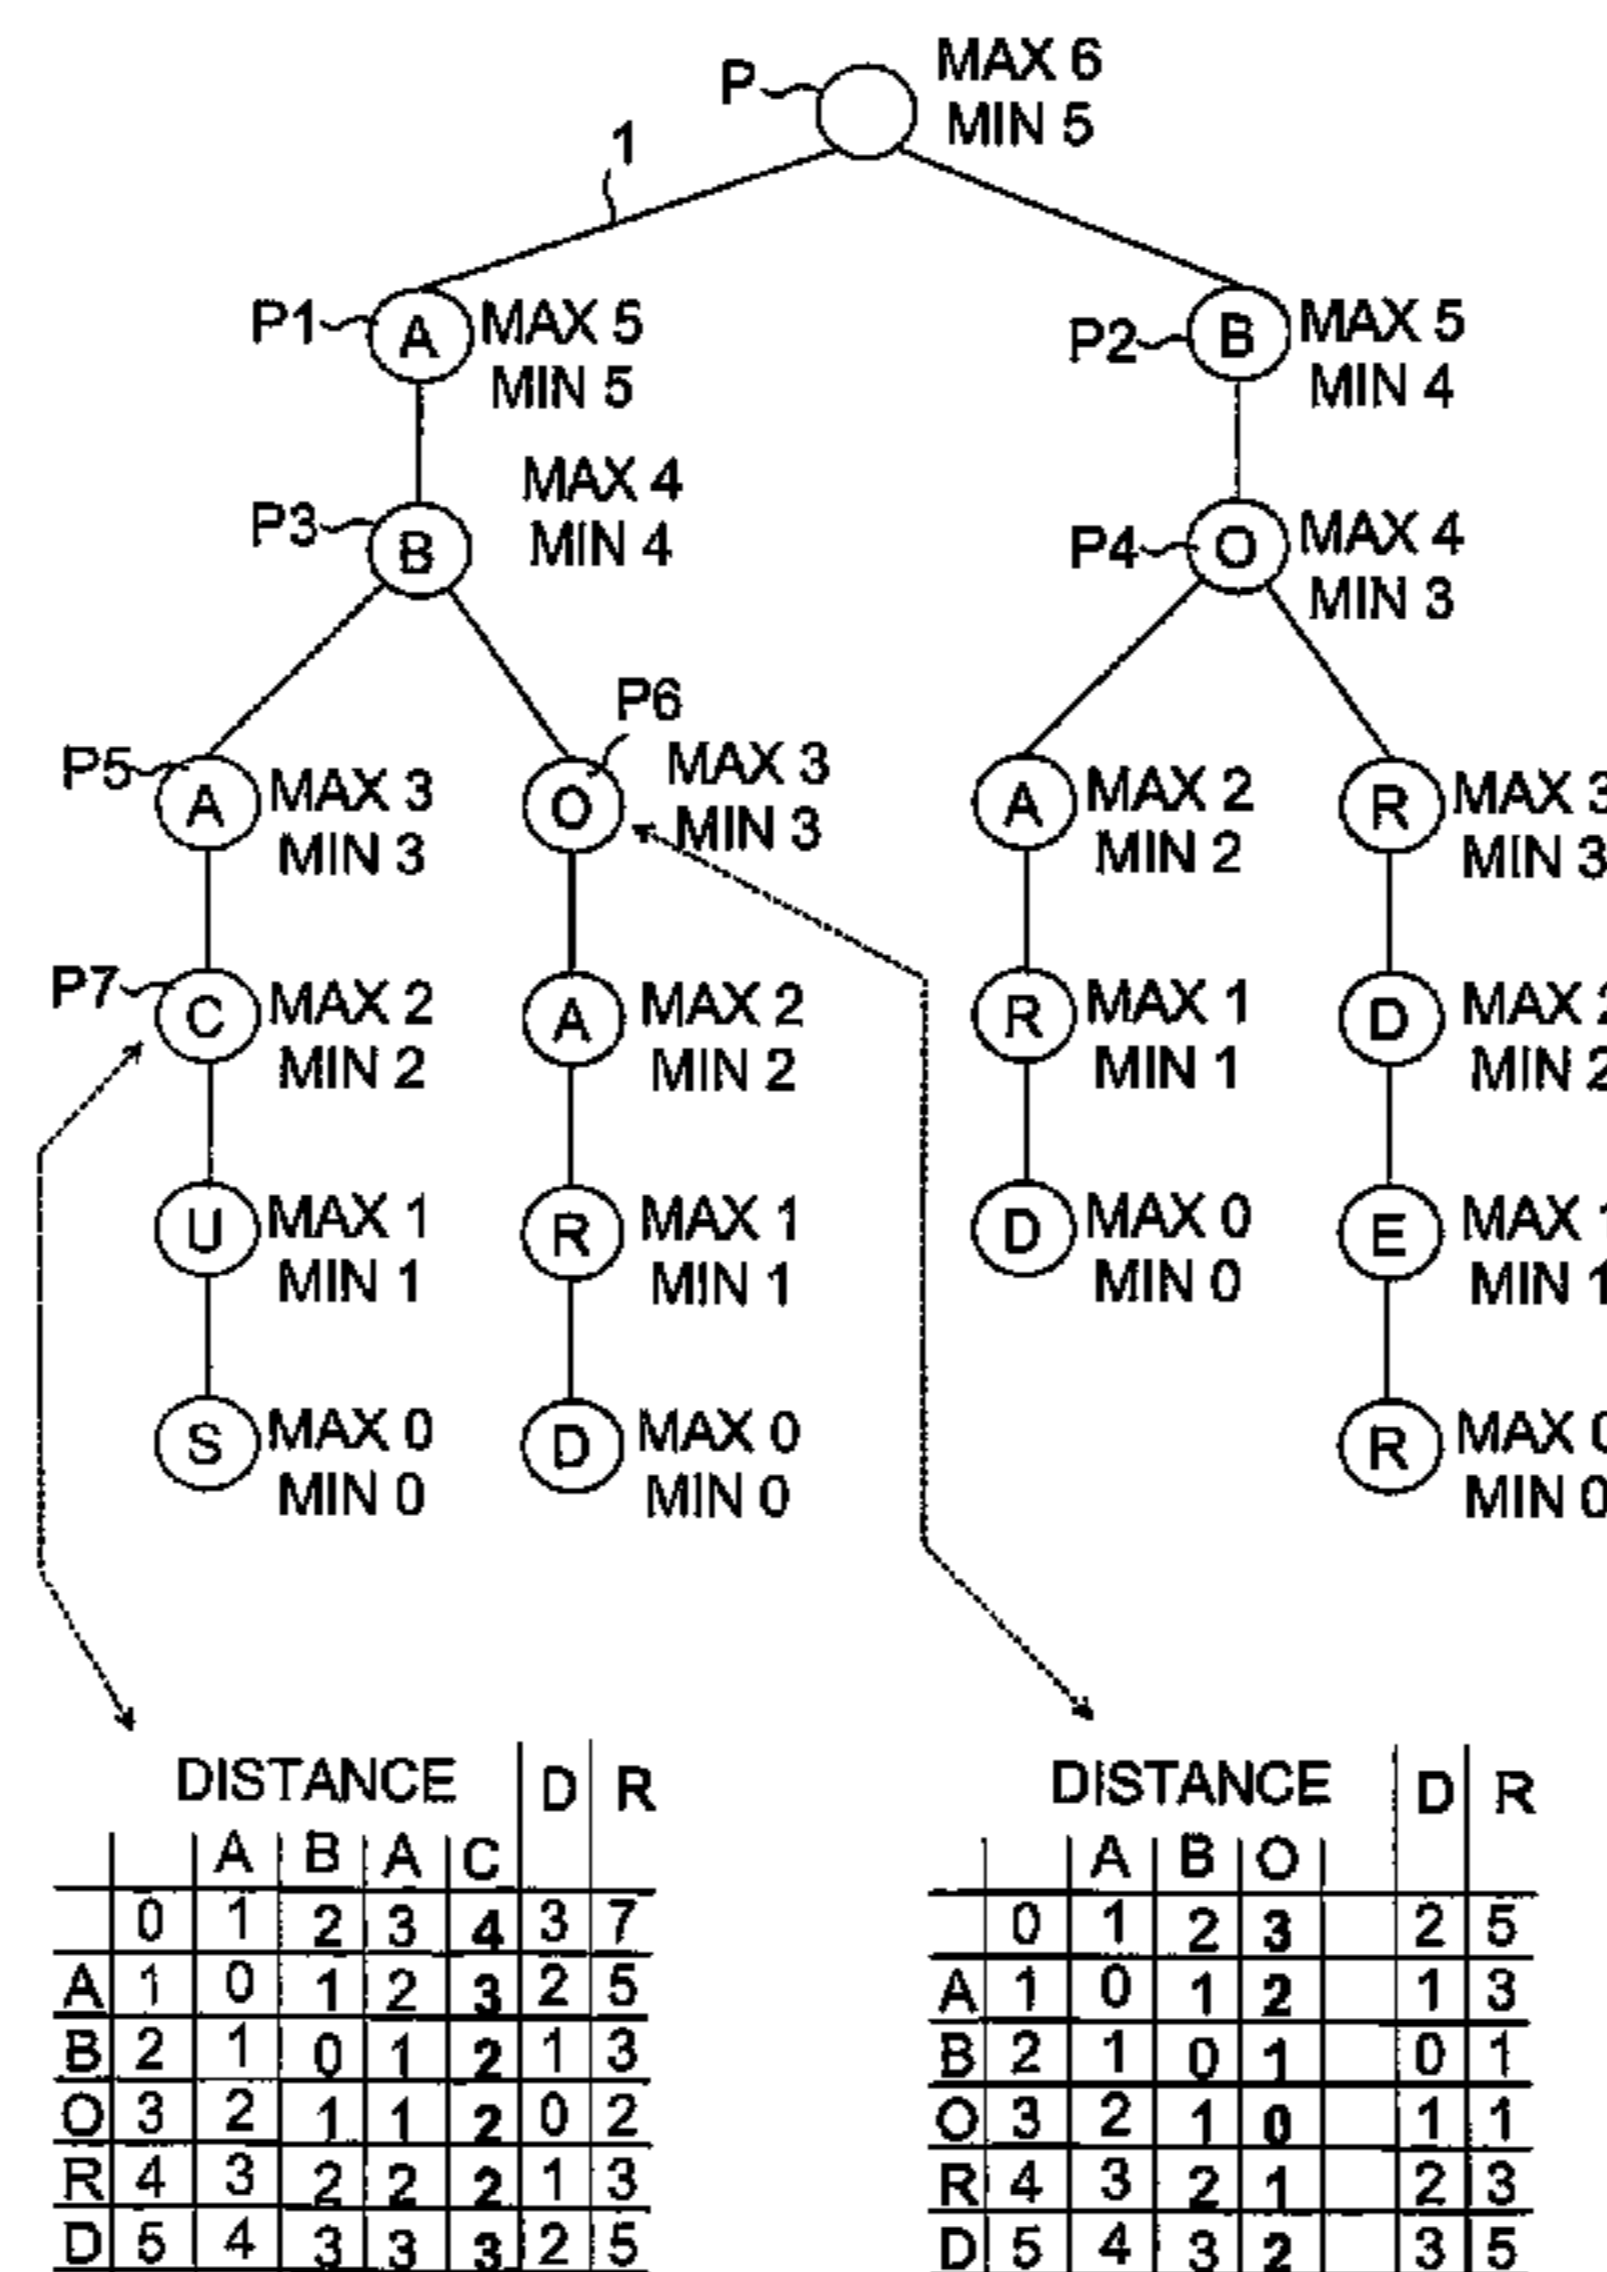 P MAX 6
MIN 5
1
P1 A MAX 5 P2 B MAX 5
MIN 5 MIN 4
MAX 4
P3 B MIN 4 P4 O MAX 4
MIN 3
P6
P5 A MAX 3 O MAX 3 A MAX 2 R MAX 3
MIN 3 MIN 3 MIN 2 MIN 3
P7 C MAX 2 A MAX 2 R MAX 1 D MAX 2
MIN 2 MIN 2 MIN 1 MIN 2
U MAX 1 R MAX 1 D MAX 0 E MAX 1
MIN 1 MIN 1 MIN 0 MIN 1
S MAX 0 D MAX 0 R MAX 0
MIN 0 MIN 0 MIN 0
DISTANCE D R
A B A C
0 1 2 3 4 3 7
A 1 0 1 2 3 2 5
B 2 1 0 1 2 1 3
O 3 2 1 1 2 0 2
R 4 3 2 2 2 1 3
D 5 4 3 3 3 2 5
DISTANCE D R
A B O
0 1 2 3 2 5
A 1 0 1 2 1 3
B 2 1 0 1 0 1
O 3 2 1 0 1 1
R 4 3 2 1 2 3
D 5 4 3 2 3 5